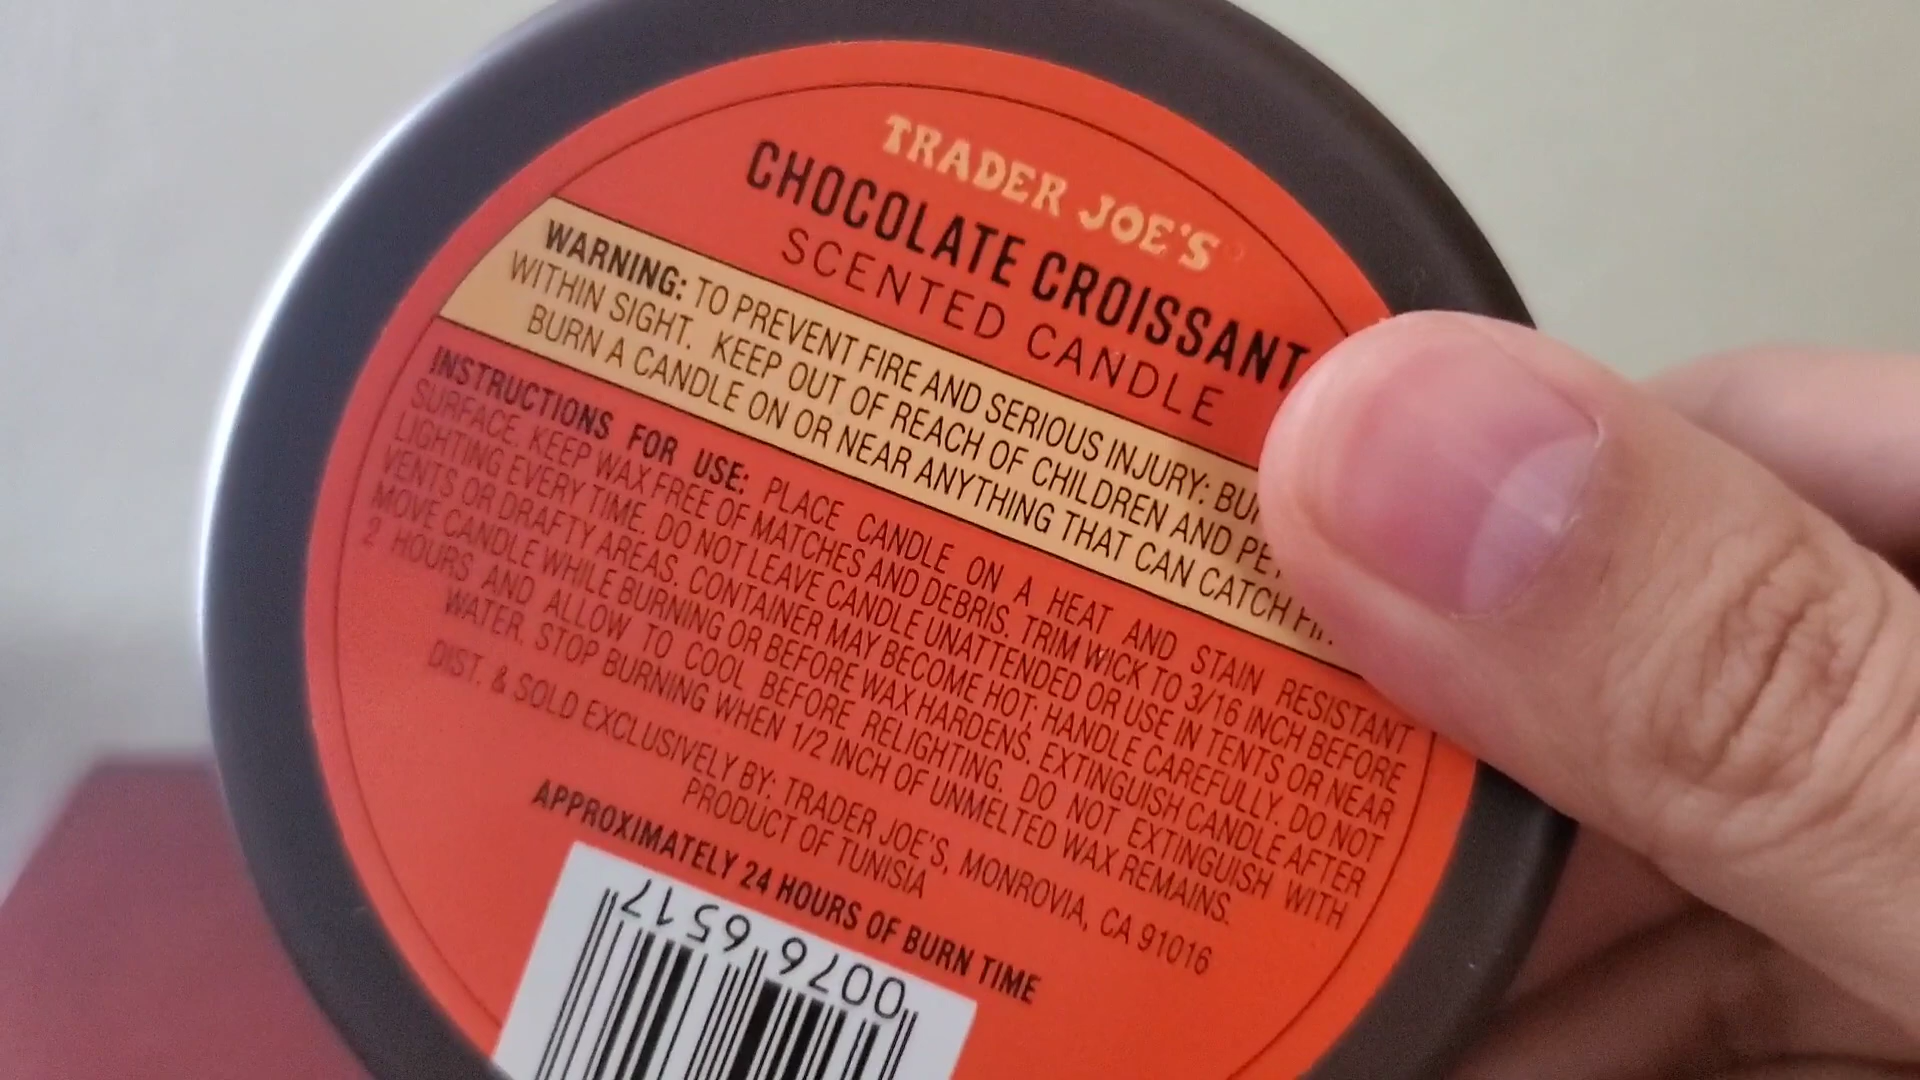 TRADER JOE'S
CHOCOLATE CROISSANT
SCENTED CANDLE
WARNING: TO PREVENT FIRE AND SERIOUS INJURY:
WITHIN SIGHT. KEEP OUT OF REACH OF CHILDREN AND
BURN A CANDLE ON OR NEAR ANYTHING THAT CAN CATCH
INSTRUCTIONS FOR USE: PLACE CANDLE ON A HEAT AND STAIN RESISTANT
SURFACE. KEEP WAX FREE OF MATCHES AND DEBRIS. TRIM WICK TO 3/16 INCH BEFORE
LIGHTING EVERY TIME. DO NOT LEAVE CANDLE UNATTENDED OR USE IN TENTS OR NEAR
VENTS OR DRAFTY AREAS. CONTAINER MAY BECOME HOT; HANDLE CAREFULLY. DO NOT
MOVE CANDLE WHILE BURNING OR BEFORE WAX HARDENS. EXTINGUISH CANDLE AFTER
2 HOURS AND ALLOW TO COOL BEFORE RELIGHTING. DO NOT EXTINGUISH WITH
WATER. STOP BURNING WHEN 1/2 INCH OF UNMELTED WAX REMAINS.
DIST. & SOLD EXCLUSIVELY BY: TRADER JOE'S, MONROVIA, CA 91016
PRODUCT OF TUNISIA
APPROXIMATELY 24 HOURS OF BURN TIME
0076 6517